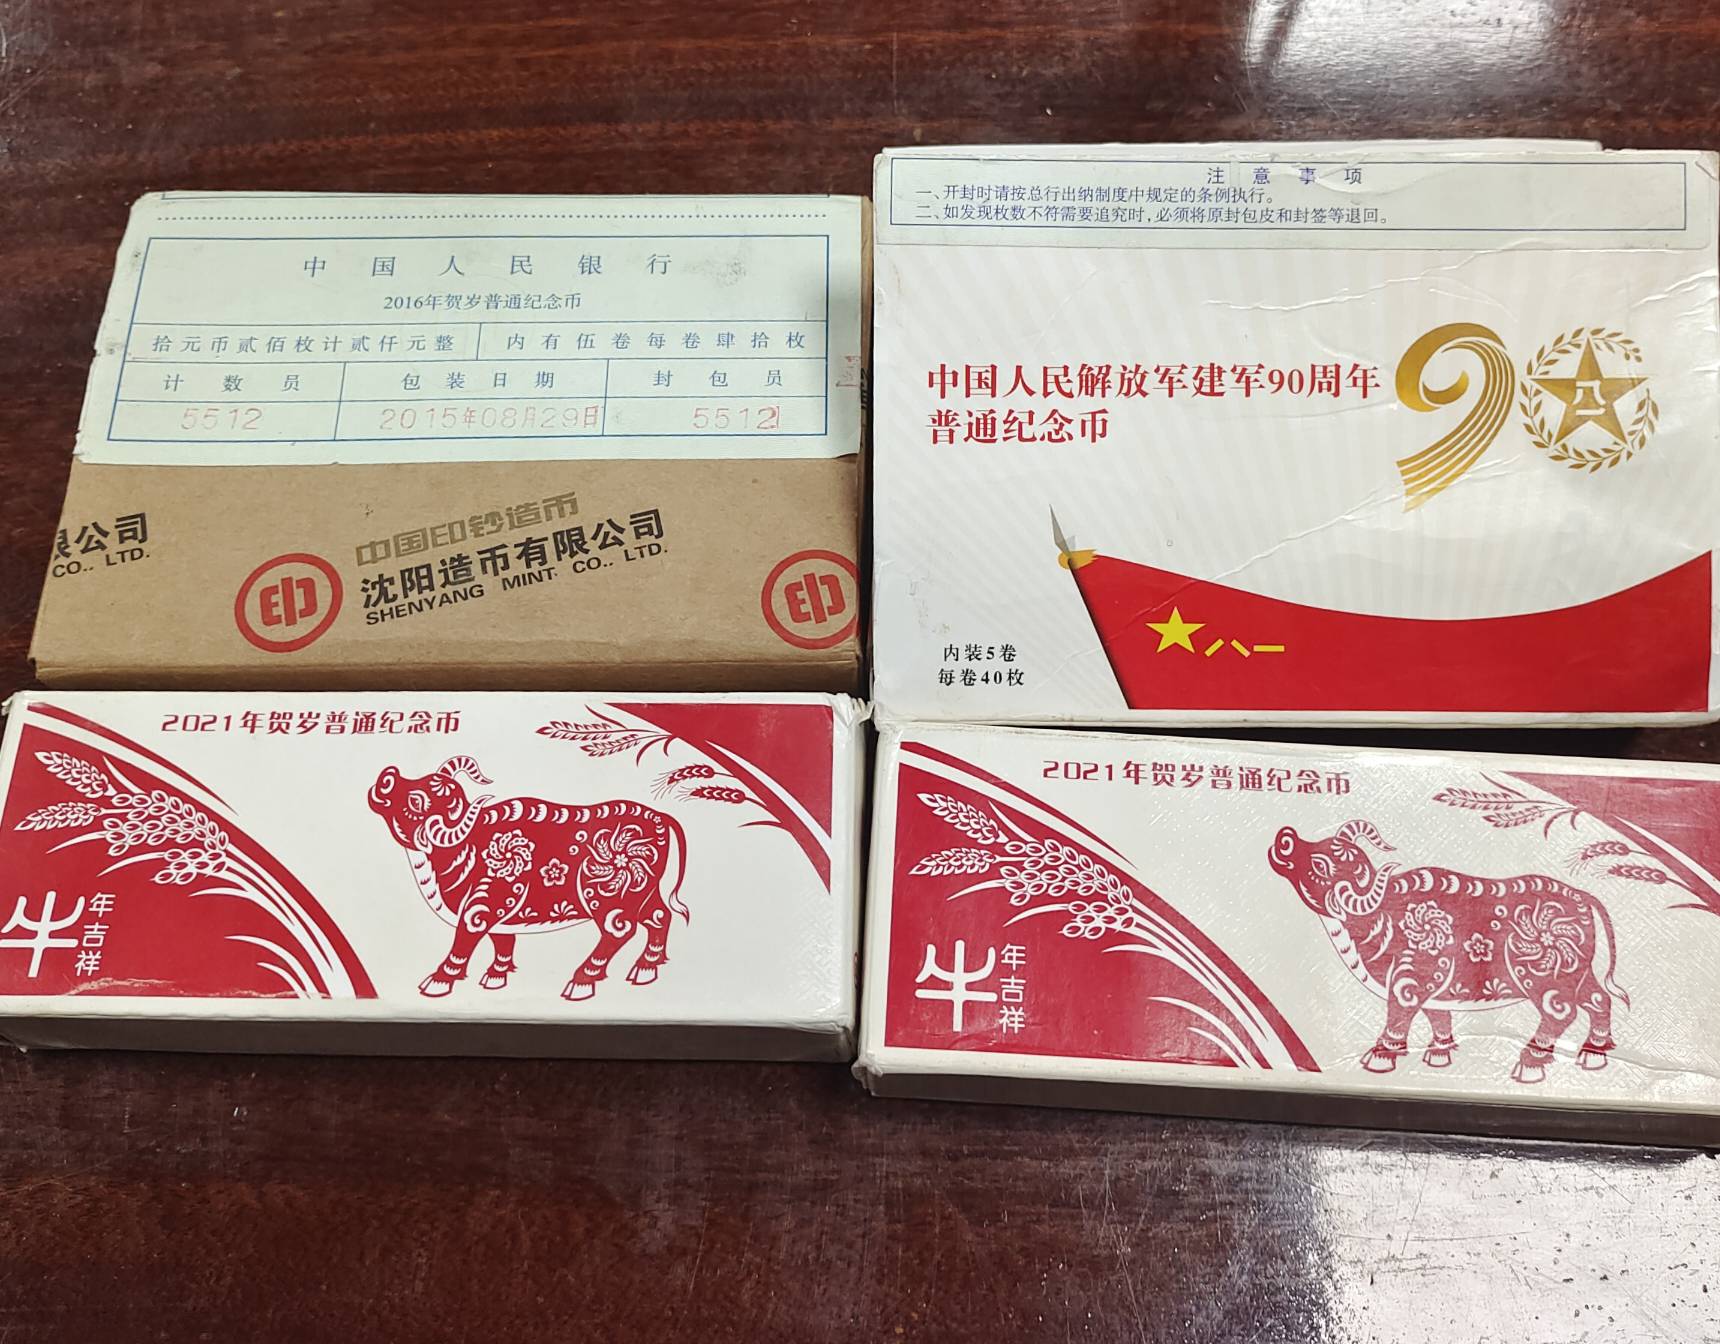 中国人民银行
2016年贺岁普通纪念币
拾元币贰佰枚计贰仟元整 内有伍卷每卷肆拾枚
计数员 包装日期 封包员
5512 2015年08月29日 5512
限公司
CO., LTD.
中国印钞造币
沈阳造币有限公司
SHENYANG MINT CO., LTD.
注意事项
一、开封时请按总行出纳制度中规定的条例执行。
二、如发现枚数不符需要追究时,必须将原封包皮和封签等退回。
中国人民解放军建军90周年
普通纪念币
90
八一
八一
内装5卷
每卷40枚
2021年贺岁普通纪念币
牛年吉祥
2021年贺岁普通纪念币
牛年吉祥